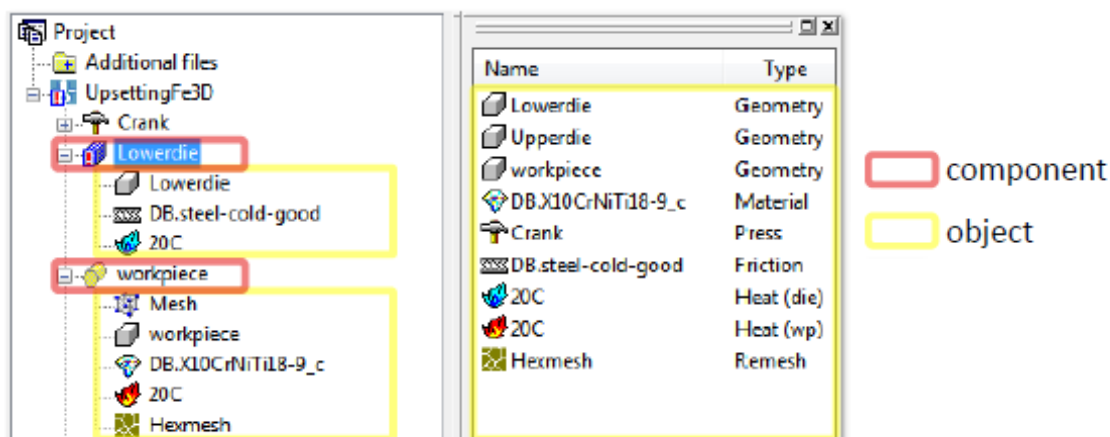 Project
Additional files
UpsettingFe3D
Crank
Lowerdie
Lowerdie
DB.steel-cold-good
20C
workpiece
Mesh
workpiece
DB.X10CrNiTi18-9_c
20C
Hexmesh
Name Type
Lowerdie Geometry
Upperdie Geometry
workpiece Geometry
DB.X10CrNiTi18-9_c Material
Crank Press
DB.steel-cold-good Friction
20C Heat (die)
20C Heat (wp)
Hexmesh Remesh
component
object